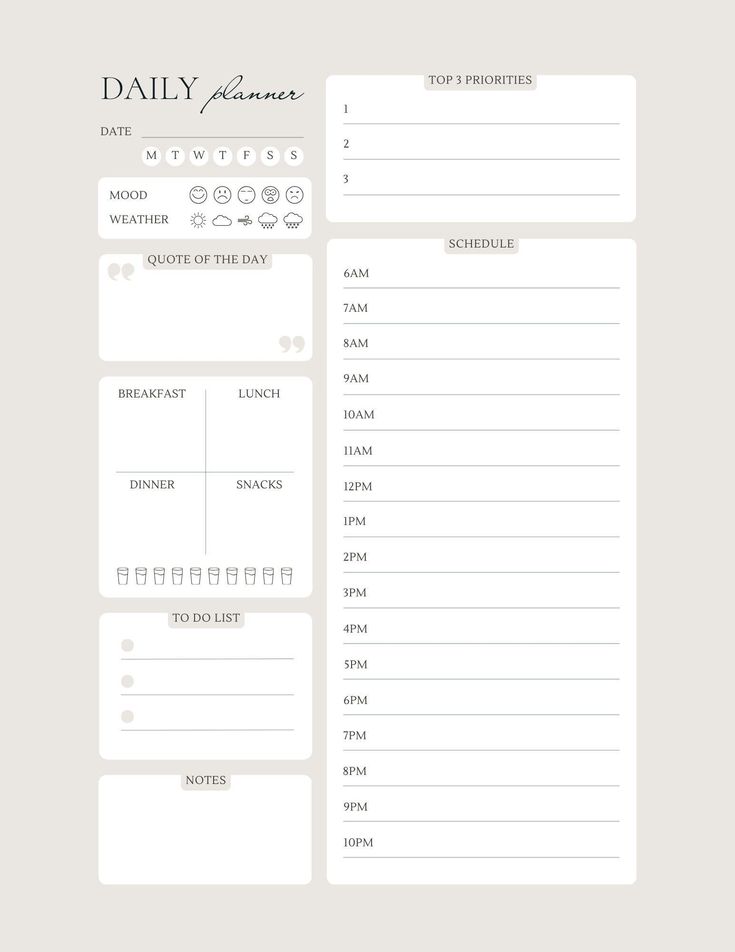 DAILY planner
DATE
M T W T F S S
MOOD
WEATHER
QUOTE OF THE DAY
BREAKFAST LUNCH
DINNER SNACKS
TO DO LIST
NOTES
TOP 3 PRIORITIES
1
2
3
SCHEDULE
6AM
7AM
8AM
9AM
10AM
11AM
12PM
1PM
2PM
3PM
4PM
5PM
6PM
7PM
8PM
9PM
10PM